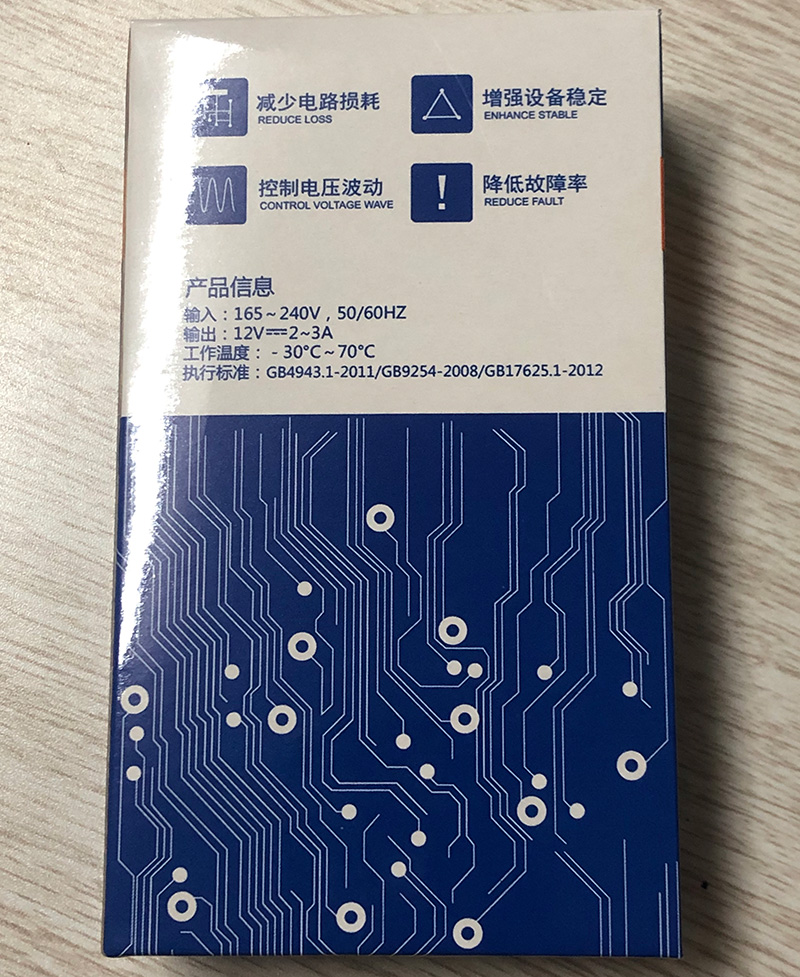 减少电路损耗
REDUCE LOSS
增强设备稳定
ENHANCE STABLE
控制电压波动
CONTROL VOLTAGE WAVE
!
降低故障率
REDUCE FAULT
产品信息
输入：165～240V，50/60HZ
输出：12V⎓2~3A
工作温度：-30°C～70°C
执行标准：GB4943.1-2011/GB9254-2008/GB17625.1-2012